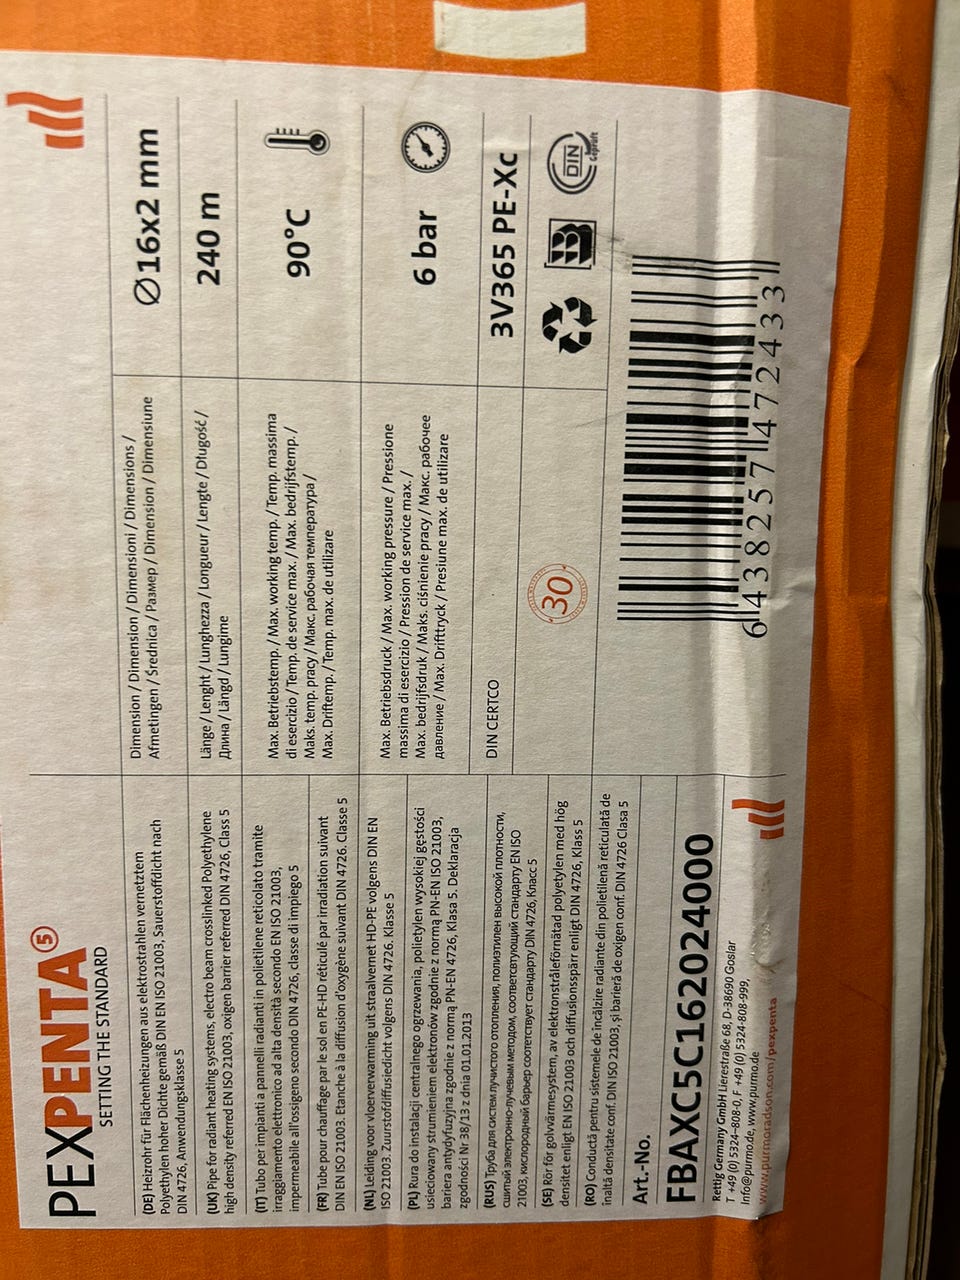 PEXPENTA⑤
SETTING THE STANDARD
(DE) Heizrohr für Flächenheizungen aus elektrostrahlen vernetztem
Polyethylen hoher Dichte gemäß DIN EN ISO 21003, Sauerstoffdicht nach
DIN 4726, Anwendungsklasse 5
(UK) Pipe for radiant heating systems, electro beam crosslinked Polyethylene
high density referred EN ISO 21003, oxigen barrier referred DIN 4726, Class 5
(IT) Tubo per impianti a pannelli radianti in polietilene reticolato tramite
irraggiamento elettronico ad alta densità secondo EN ISO 21003,
impermeabile all'ossigeno secondo DIN 4726, classe di impiego 5
(FR) Tube pour chauffage par le sol en PE-HD réticulé par irradiation suivant
DIN EN ISO 21003. Etanche à la diffusion d'oxygène suivant DIN 4726. Classe 5
(NL) Leiding voor vloerverwarming uit straalvernet HD-PE volgens DIN EN
ISO 21003. Zuurstofdiffusiedicht volgens DIN 4726. Klasse 5
(PL) Rura do instalacji centralnego ogrzewania, polietylen wysokiej gęstości
usieciowany strumieniem elektronów zgodnie z normą PN-EN ISO 21003,
bariera antydyfuzyjna zgodnie z normą PN-EN 4726, Klasa 5. Deklaracja
zgodności Nr 38/13 z dnia 01.01.2013
(RUS) Труба для систем лучистого отопления, полиэтилен высокой плотности,
сшитый электронно-лучевым методом, соответсвующий стандарту EN ISO
21003, кислородный барьер соответствует стандарту DIN 4726, Класс 5
(SE) Rör för golvvärmesystem, av elektronstråleförnätad polyetylen med hög
densitet enligt EN ISO 21003 och diffusionsspärr enligt DIN 4726, Klass 5
(RO) Conductă pentru sistemele de încălzire radiante din polietilenă reticulată de
înaltă densitate conf. DIN ISO 21003, și barieră de oxigen conf. DIN 4726 Clasa 5
Art.-No.
FBAXC5C162024000
Rettig Germany GmbH Lierestraße 68, D-38690 Goslar
T +49 (0) 5324-808-0, F +49 (0) 5324-808-999,
info@purmo.de, www.purmo.de
www.purmoradson.com/pexpenta
Dimension / Dimension / Dimensioni / Dimensions /
Afmetingen / Średnica / Размер / Dimension / Dimensiune
Ø16x2 mm
Länge / Lenght / Lunghezza / Longueur / Lengte / Długość /
Длина / Längd / Lungime
240 m
Max. Betriebstemp. / Max. working temp. / Temp. massima
di esercizio / Temp. de service max. / Max. bedrijfstemp. /
Maks. temp. pracy / Макс. рабочая температура /
Max. Driftemp. / Temp. max. de utilizare
90°C
Max. Betriebsdruck / Max. working pressure / Pressione
massima di esercizio / Pression de service max. /
Max. bedrijfsdruk / Maks. ciśnienie pracy / Макс. рабочее
давление / Max. Drifttryck / Presiune max. de utilizare
6 bar
DIN CERTCO
3V365 PE-Xc
30
DIN
Geprüft
6 438257 472433